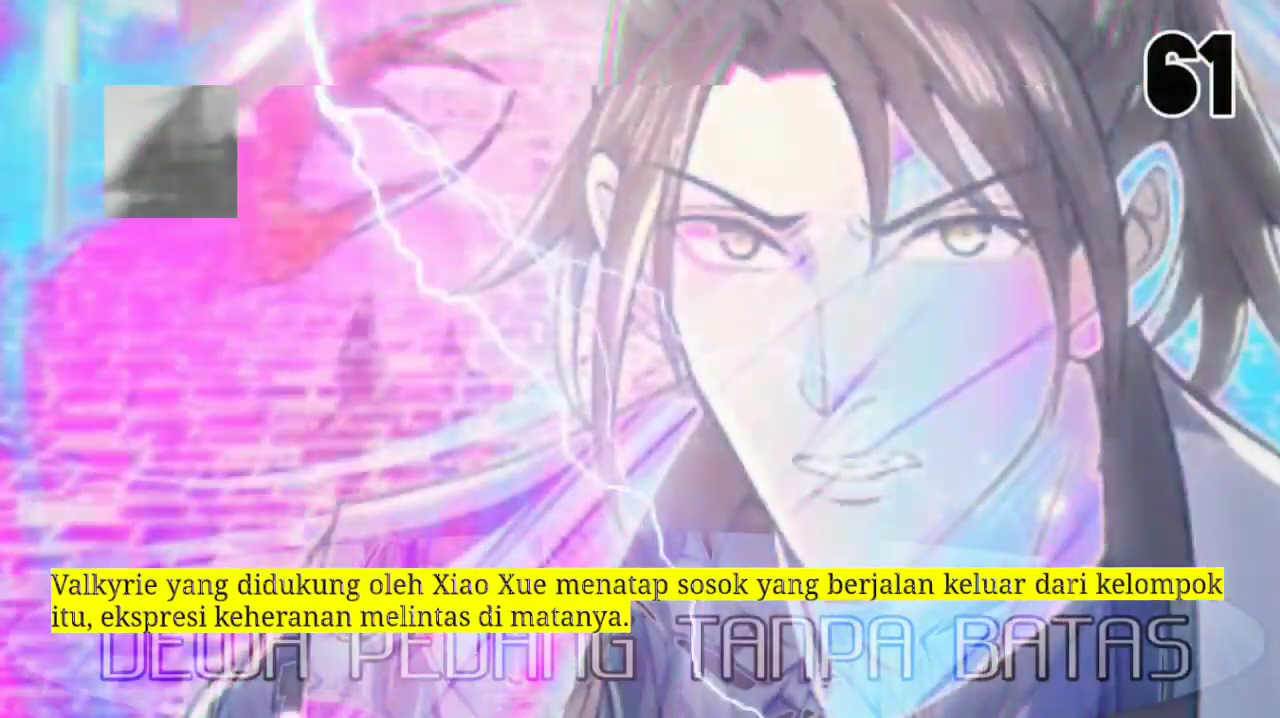 61
Valkyrie yang didukung oleh Xiao Xue menatap sosok yang berjalan keluar dari kelompok
itu, ekspresi keheranan melintas di matanya.
DEWA PEDANG TANPA BATAS